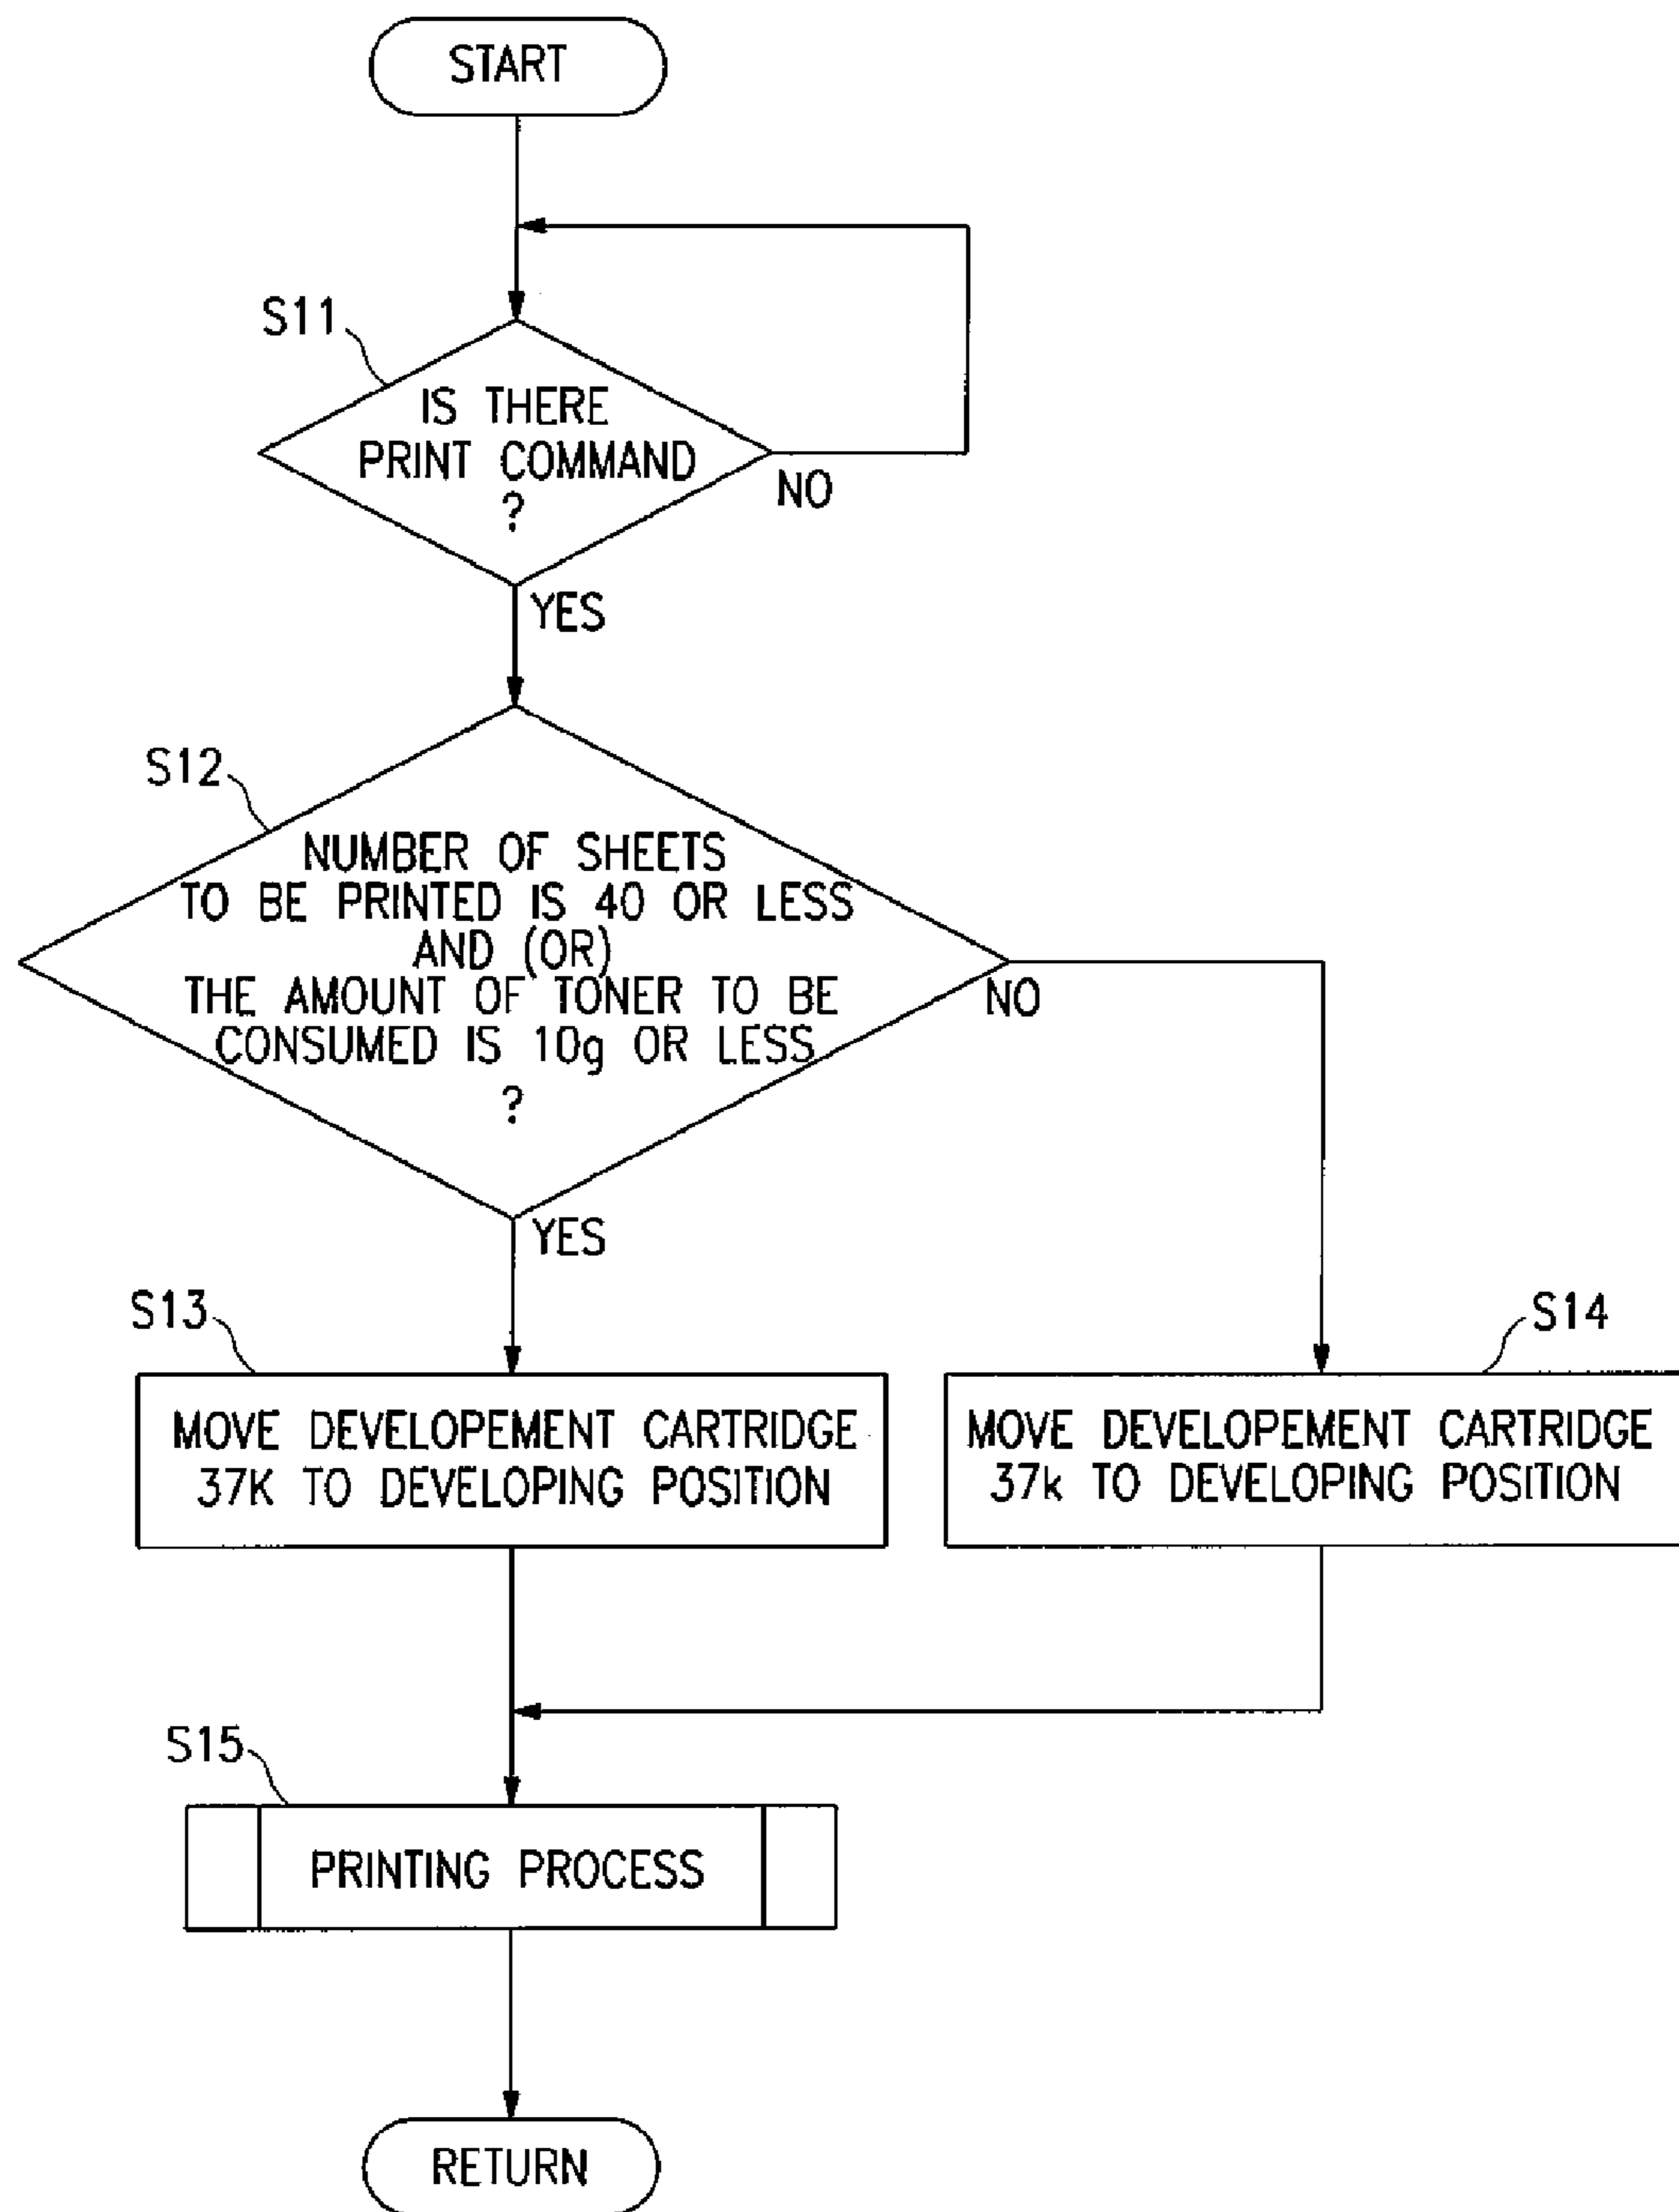 START
S11
IS THERE
PRINT COMMAND
?
NO
YES
S12
NUMBER OF SHEETS
TO BE PRINTED IS 40 OR LESS
AND (OR)
THE AMOUNT OF TONER TO BE
CONSUMED IS 10g OR LESS
?
NO
YES
S13
MOVE DEVELOPEMENT CARTRIDGE
37K TO DEVELOPING POSITION
S14
MOVE DEVELOPEMENT CARTRIDGE
37k TO DEVELOPING POSITION
S15
PRINTING PROCESS
RETURN